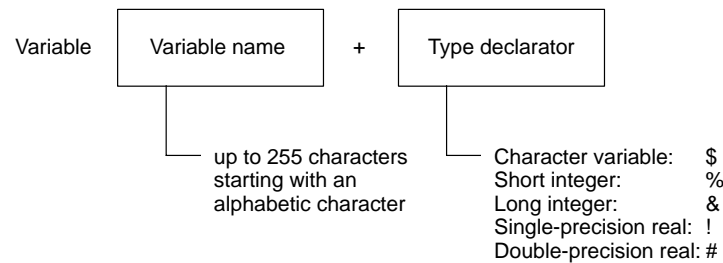 Variable Variable name + Type declarator
up to 255 characters
starting with an
alphabetic character
Character variable: $
Short integer: %
Long integer: &
Single-precision real: !
Double-precision real: #